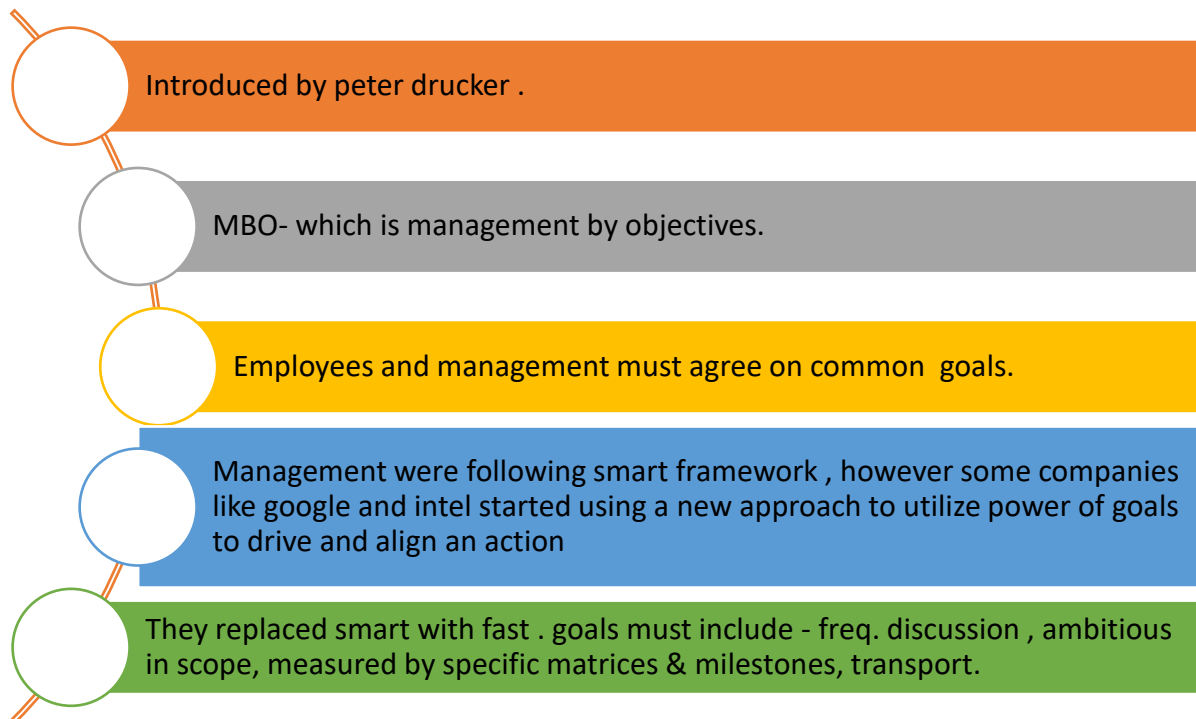 Introduced by peter drucker .
MBO- which is management by objectives.
Employees and management must agree on common  goals.
Management were following smart framework , however some companies
like google and intel started using a new approach to utilize power of goals
to drive and align an action
They replaced smart with fast . goals must include - freq. discussion , ambitious
in scope, measured by specific matrices & milestones, transport.